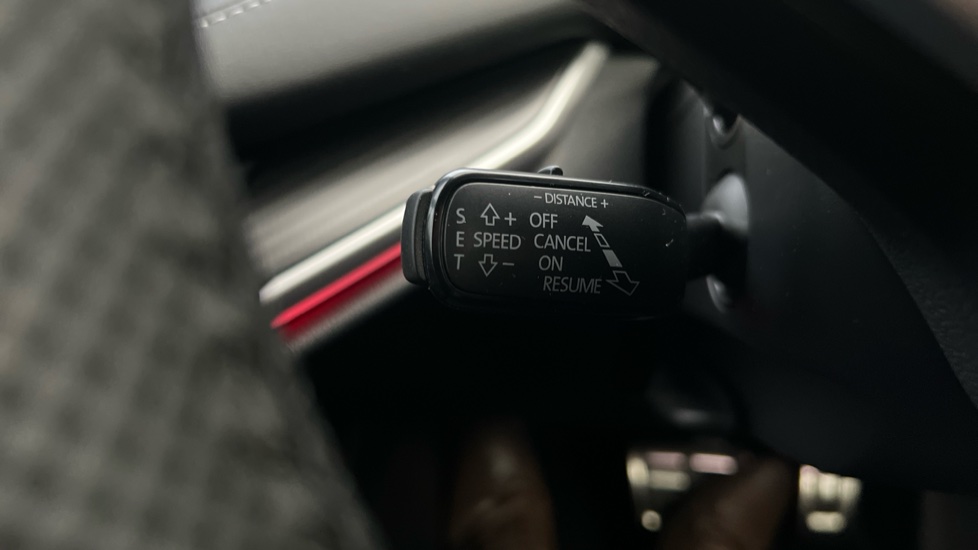 - DISTANCE +
S + OFF
E SPEED CANCEL
T - ON
RESUME